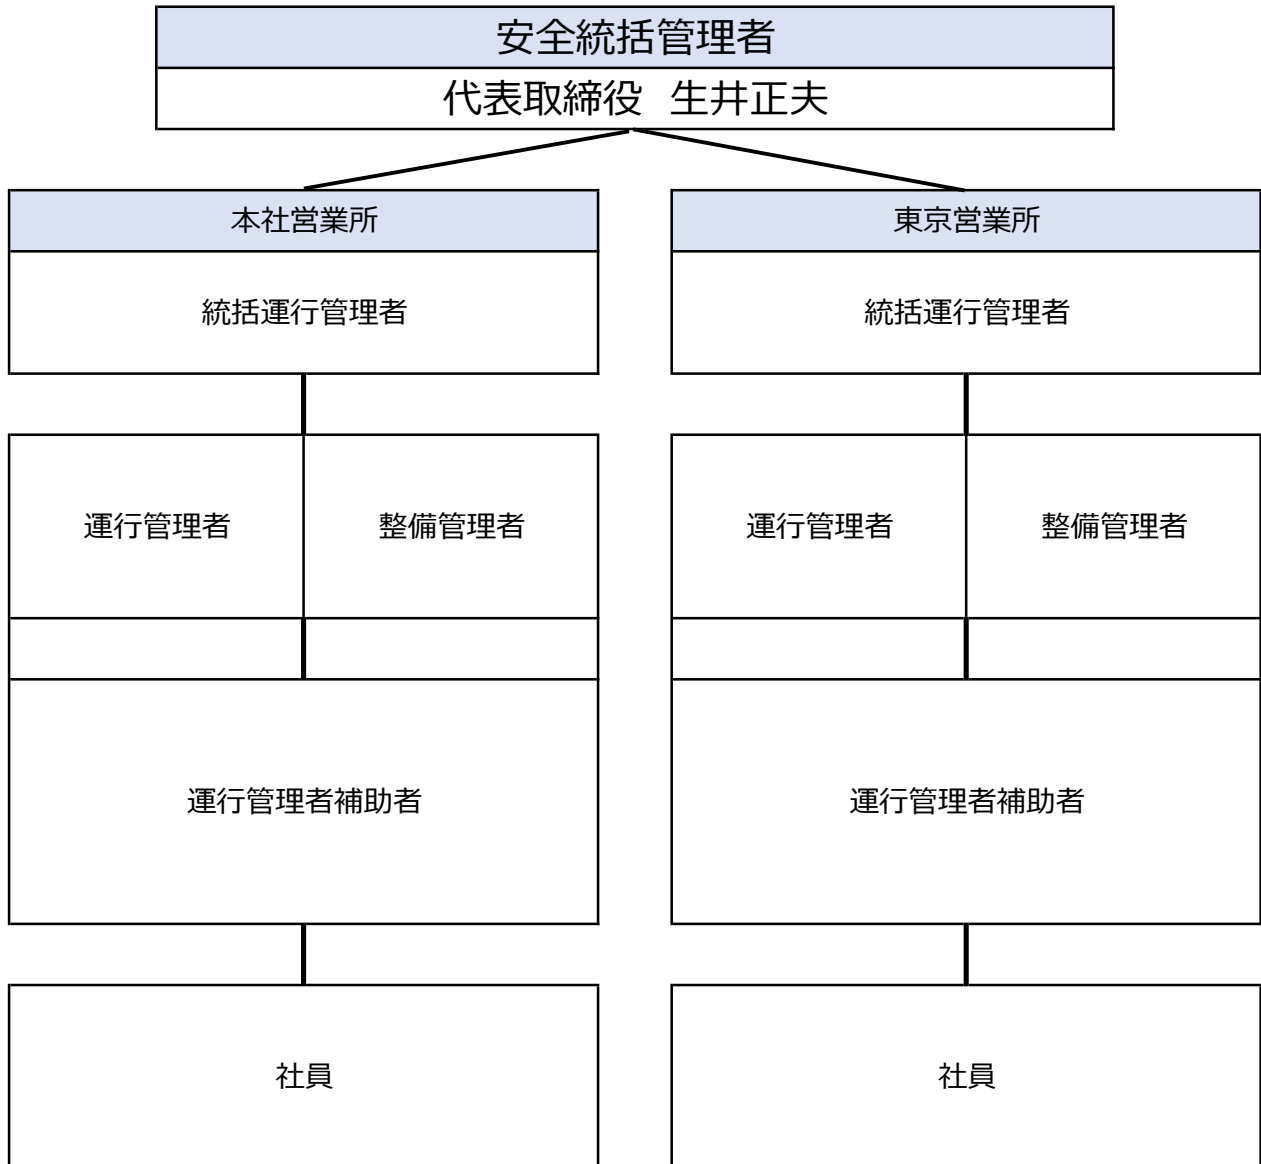 安全統括管理者
代表取締役　生井正夫
本社営業所
統括運行管理者
運行管理者
整備管理者
運行管理者補助者
社員
東京営業所
統括運行管理者
運行管理者
整備管理者
運行管理者補助者
社員